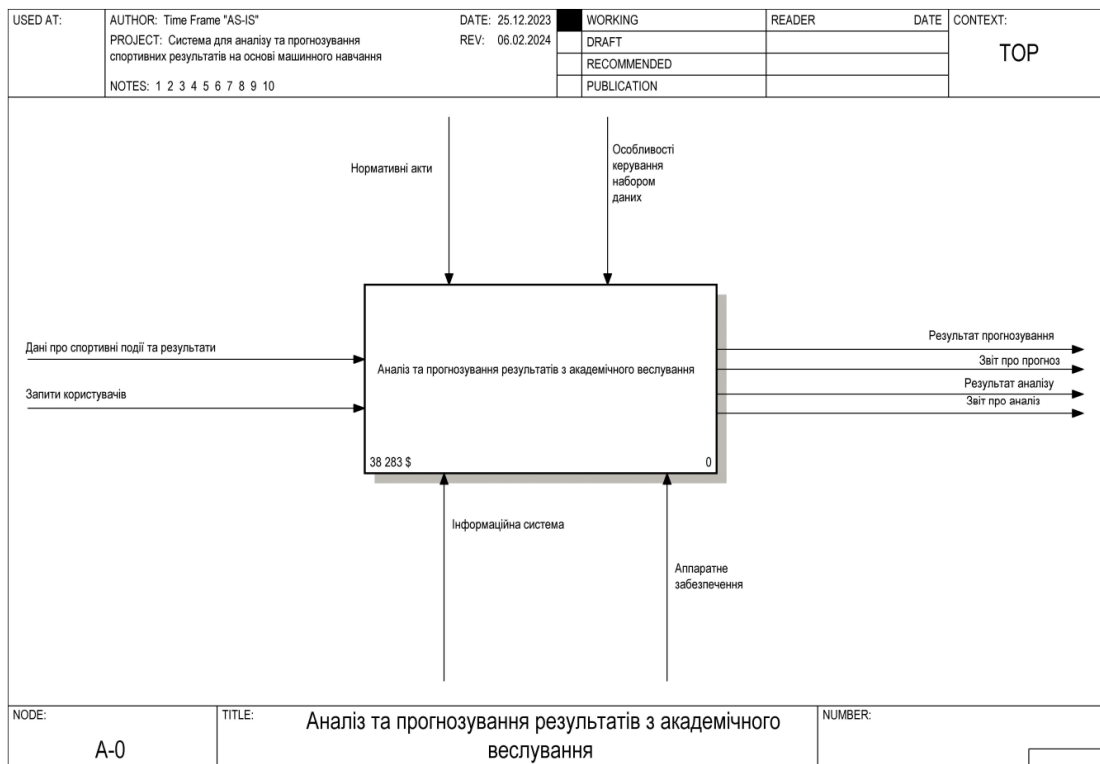 USED AT:
AUTHOR: Time Frame "AS-IS"
DATE: 25.12.2023
PROJECT: Система для аналізу та прогнозування
REV: 06.02.2024
спортивних результатів на основі машинного навчання
NOTES: 1 2 3 4 5 6 7 8 9 10
WORKING
DRAFT
RECOMMENDED
PUBLICATION
READER
DATE
CONTEXT:
TOP
Нормативні акти
Особливості
керування
набором
даних
Дані про спортивні події та результати
Запити користувачів
Аналіз та прогнозування результатів з академічного веслування
38 283 $
0
Результат прогнозування
Звіт про прогноз
Результат аналізу
Звіт про аналіз
Інформаційна система
Аппаратне
забезпечення
NODE:
A-0
TITLE:
Аналіз та прогнозування результатів з академічного
веслування
NUMBER: